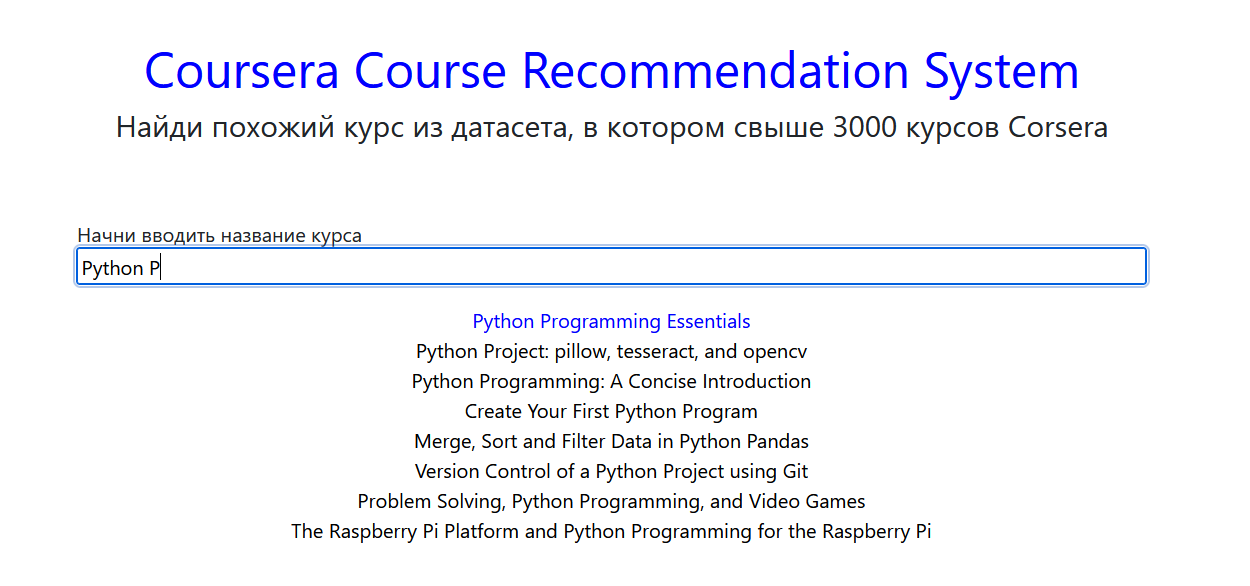 Coursera Course Recommendation System
Найди похожий курс из датасета, в котором свыше 3000 курсов Corsera
Начни вводить название курса
Python P
Python Programming Essentials
Python Project: pillow, tesseract, and opencv
Python Programming: A Concise Introduction
Create Your First Python Program
Merge, Sort and Filter Data in Python Pandas
Version Control of a Python Project using Git
Problem Solving, Python Programming, and Video Games
The Raspberry Pi Platform and Python Programming for the Raspberry Pi